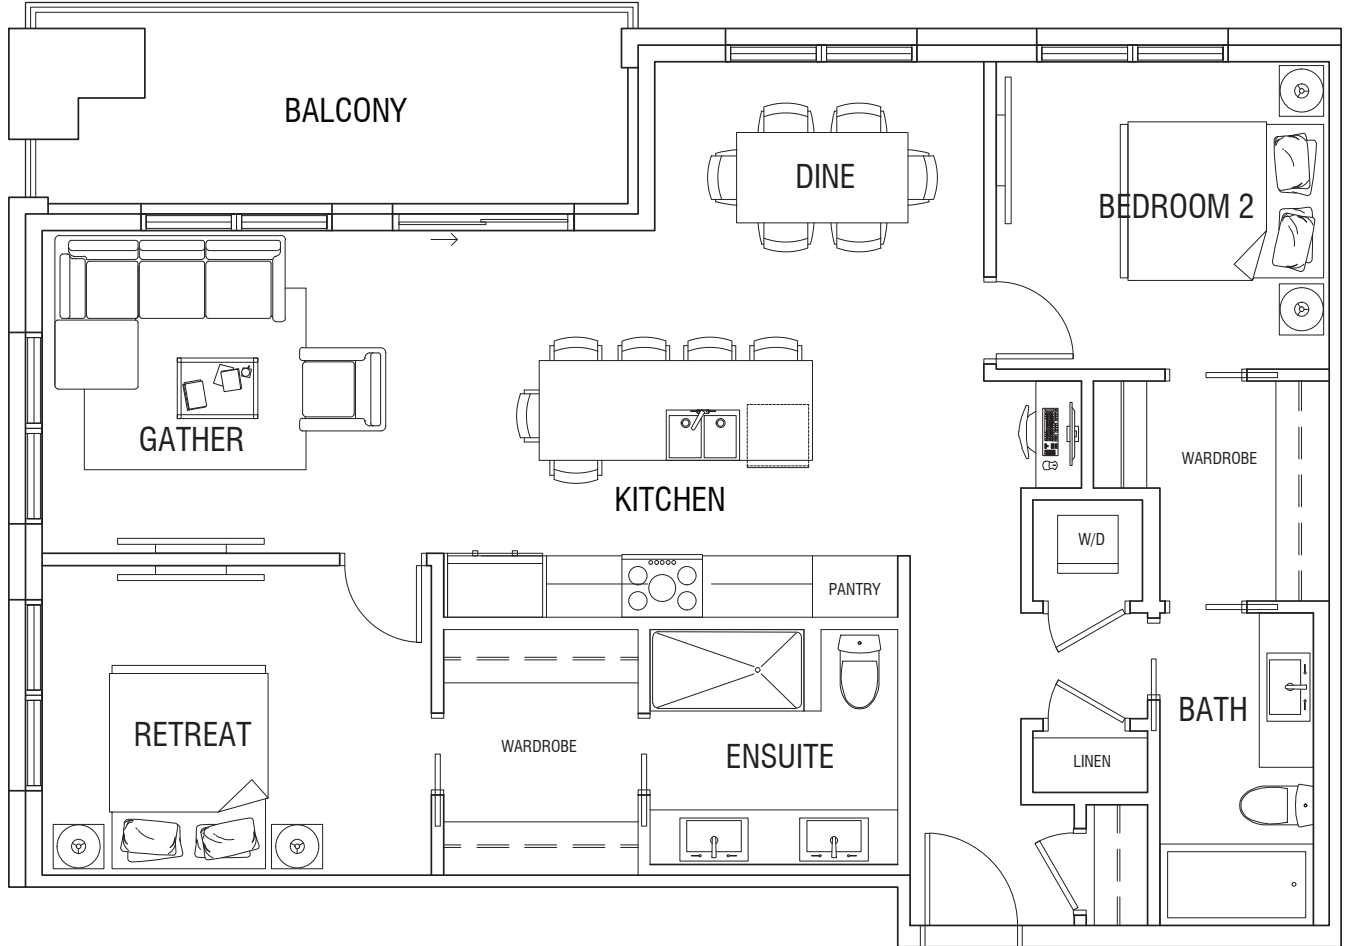 BALCONY
DINE
BEDROOM 2
GATHER
WARDROBE
KITCHEN
W/D
PANTRY
RETREAT
WARDROBE
ENSUITE
BATH
LINEN